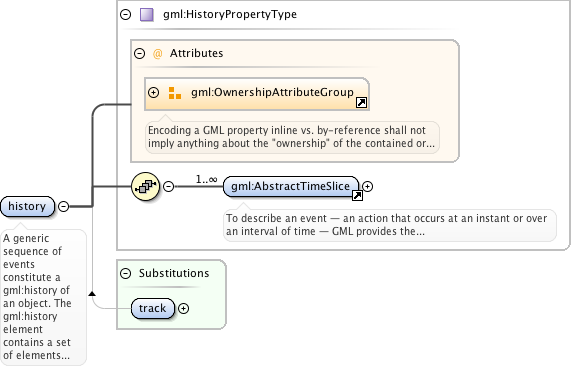 gml:HistoryPropertyType
@ Attributes
gml:OwnershipAttributeGroup
Encoding a GML property inline vs. by-reference shall not
imply anything about the "ownership" of the contained or...
1..∞
gml:AbstractTimeSlice
To describe an event — an action that occurs at an instant or over
an interval of time — GML provides the...
history
A generic
sequence of
events
constitute a
gml:history of
an object. The
gml:history
element
contains a set
of elements...
Substitutions
track